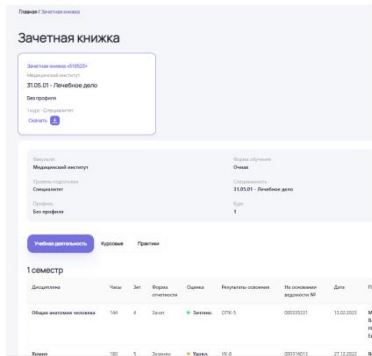 Главная / Зачетная книжка
Зачетная книжка
Зачетная книжка «519523»
Медицинский институт
31.05.01 - Лечебное дело
Без профиля
1 курс · Специалитет
Скачать
Факультет
Медицинский институт
Форма обучения
Очная
Уровень подготовки
Специалитет
Специальность
31.05.01 - Лечебное дело
Профиль
Без профиля
Курс
1
Учебная деятельность Курсовые Практики
1 семестр
Дисциплина Часы Зет Форма отчетности Оценка Результаты освоения На основании ведомости № Дата
Общая анатомия человека 144 4 Зачет Зачтено ОПК-5 13.02.2023
Химия 180 5 Экзамен Удовл. 27.12.2022